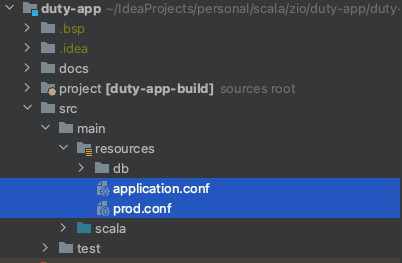 duty-app ~/IdeaProjects/personal/scala/zio/duty-app/duty-
.bsp
.idea
docs
project [duty-app-build] sources root
src
main
resources
db
application.conf
prod.conf
scala
test